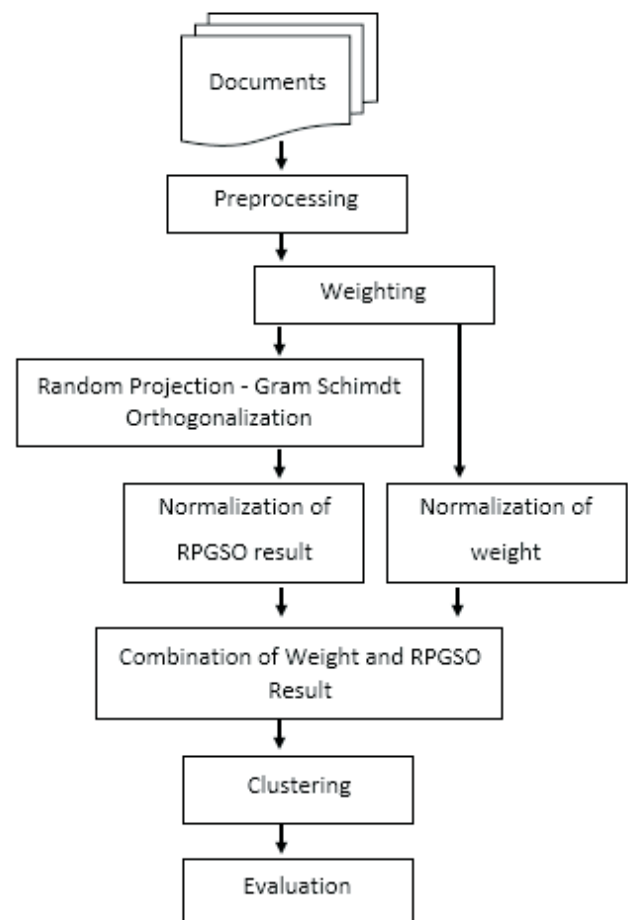 Documents
Preprocessing
Weighting
Random Projection - Gram Schimdt
Orthogonalization
Normalization of
RPGSO result
Normalization of
weight
Combination of Weight and RPGSO
Result
Clustering
Evaluation